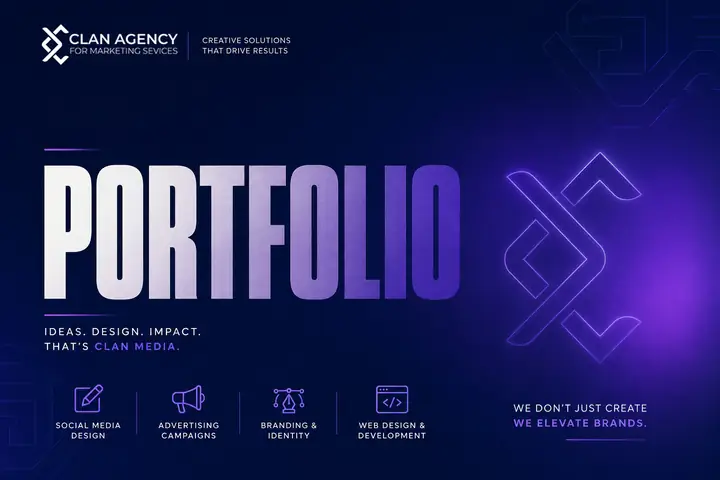 CLAN AGENCY
FOR MARKETING SEVICES
CREATIVE SOLUTIONS
THAT DRIVE RESULTS
PORTFOLIO
IDEAS. DESIGN. IMPACT.
THAT'S CLAN MEDIA.
SOCIAL MEDIA
DESIGN
ADVERTISING
CAMPAIGNS
BRANDING &
IDENTITY
WEB DESIGN &
DEVELOPMENT
WE DON'T JUST CREATE
WE ELEVATE BRANDS.